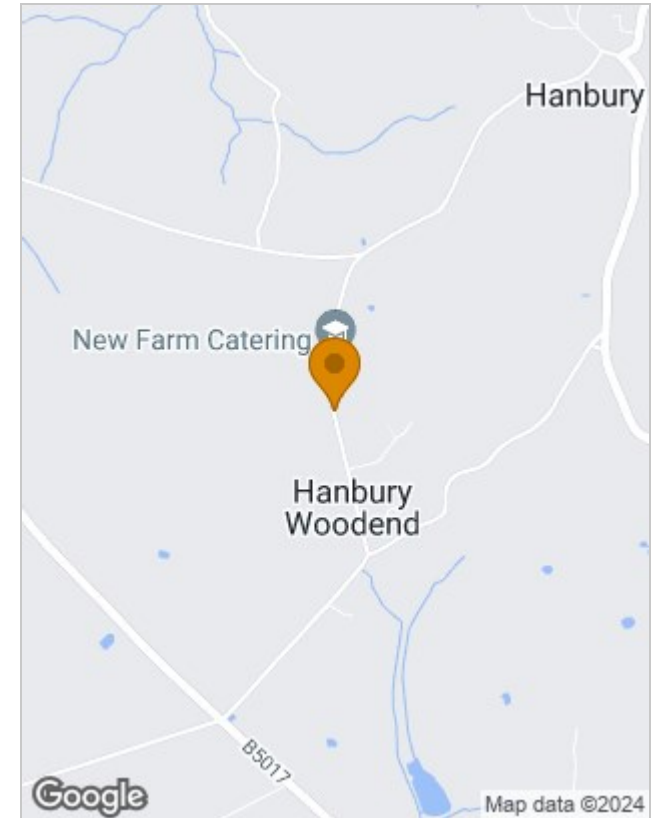 Hanbury
New Farm Catering
Hanbury
Woodend
B5017
Google
Map data ©2024